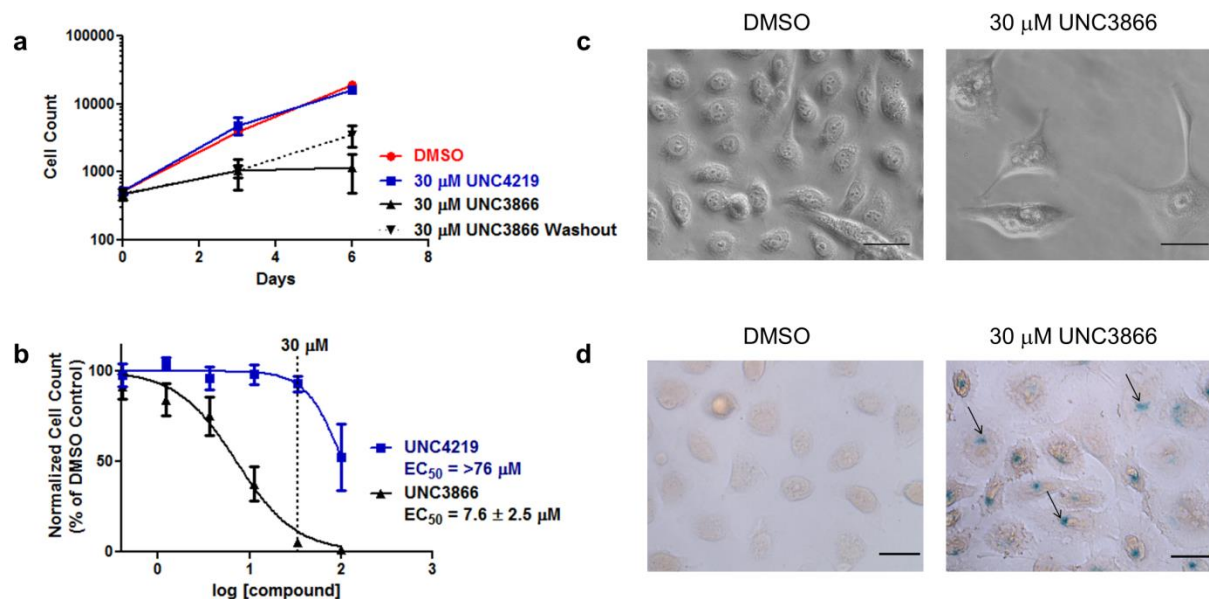 a
100000
10000
1000
100
Cell Count
0
2
4
6
8
Days
DMSO
30 μM UNC4219
30 μM UNC3866
30 μM UNC3866 Washout
b
Normalized Cell Count
(% of DMSO Control)
100
50
0
0
1
2
3
log [compound]
30 μM
UNC4219
EC50 = >76 μM
UNC3866
EC50 = 7.6 ± 2.5 μM
c
DMSO
30 μM UNC3866
d
DMSO
30 μM UNC3866